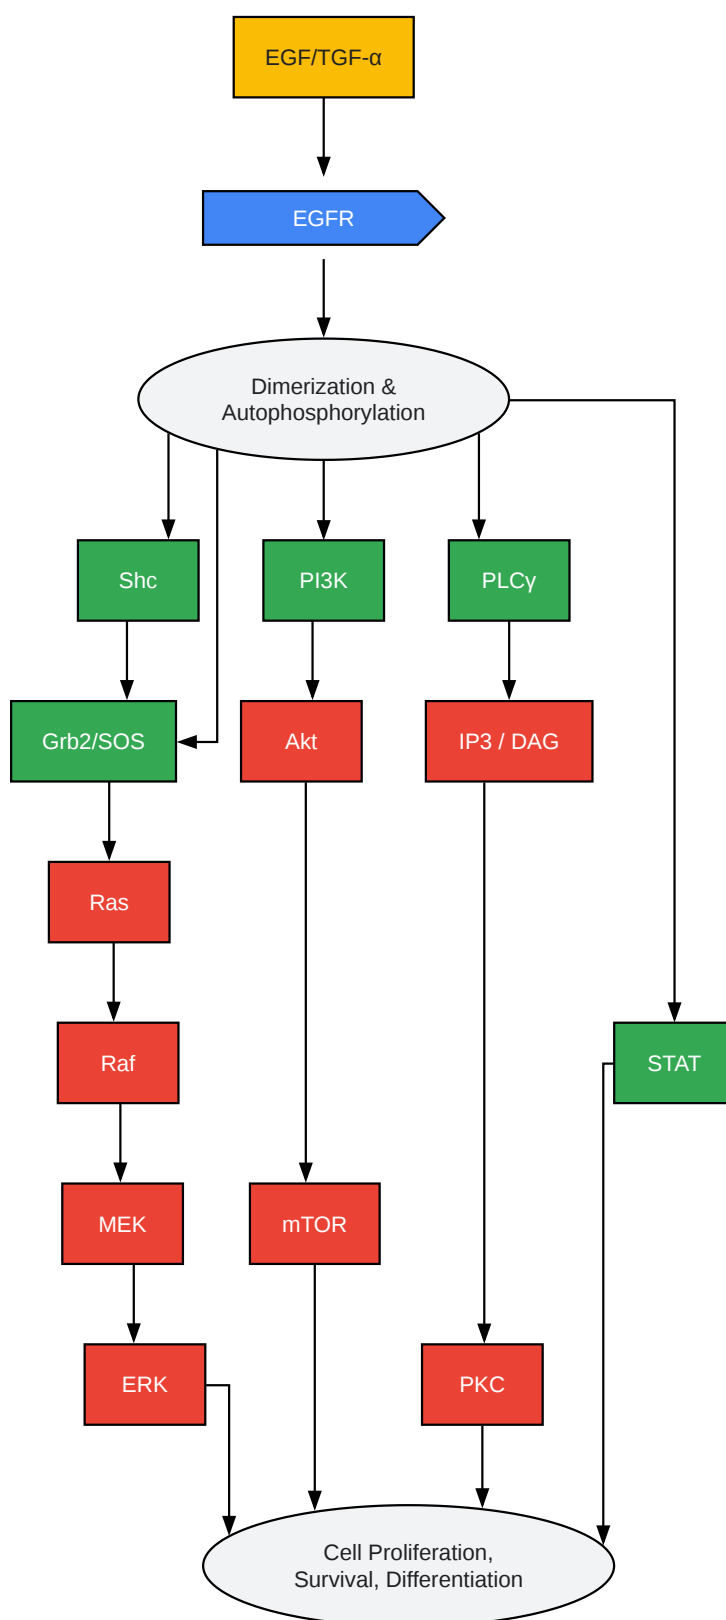 EGF/TGF-α
EGFR
Dimerization &
Autophosphorylation
Shc
PI3K
PLCγ
Grb2/SOS
Akt
IP3 / DAG
Ras
Raf
STAT
MEK
mTOR
ERK
PKC
Cell Proliferation,
Survival, Differentiation